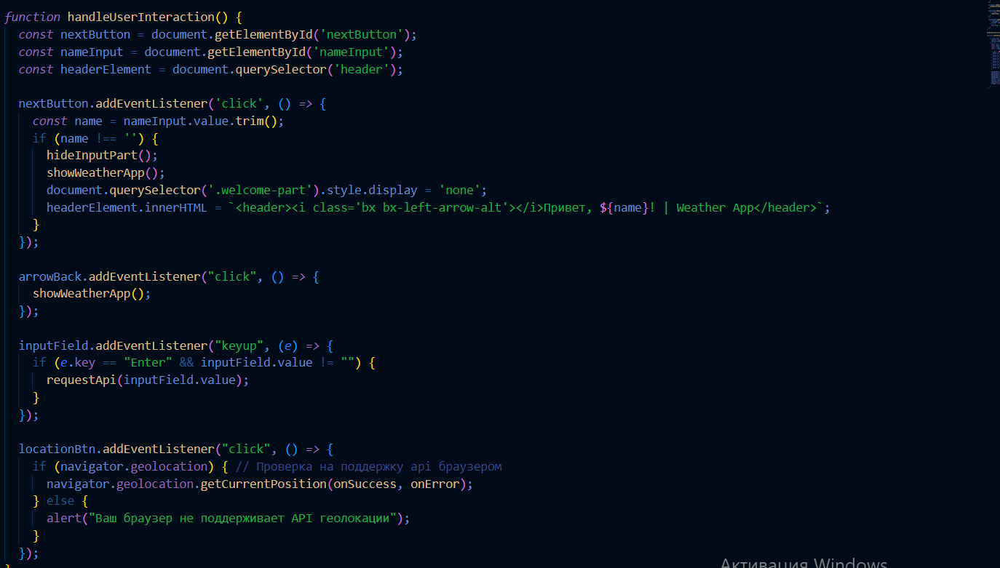 function handleUserInteraction() {
const nextButton = document.getElementById('nextButton');
const nameInput = document.getElementById('nameInput');
const headerElement = document.querySelector('header');
nextButton.addEventListener('click', () => {
const name = nameInput.value.trim();
if (name !== '') {
hideInputPart();
showWeatherApp();
document.querySelector('.welcome-part').style.display = 'none';
headerElement.innerHTML = `<header><i class='bx bx-left-arrow-alt'></i>Привет, ${name}! | Weather App</header>`;
}
});
arrowBack.addEventListener("click", () => {
showWeatherApp();
});
inputField.addEventListener("keyup", (e) => {
if (e.key == "Enter" && inputField.value != "") {
requestApi(inputField.value);
}
});
locationBtn.addEventListener("click", () => {
if (navigator.geolocation) { // Проверка на поддержку api браузером
navigator.geolocation.getCurrentPosition(onSuccess, onError);
} else {
alert("Ваш браузер не поддерживает API геолокации");
}
});
Активация Windows